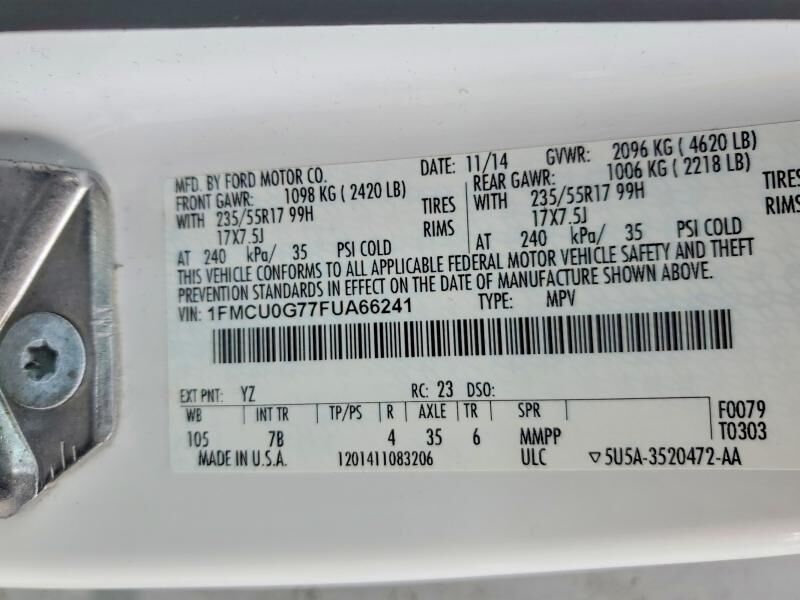 MFD. BY FORD MOTOR CO. DATE: 11/14 GVWR: 2096 KG ( 4620 LB)
FRONT GAWR: 1098 KG ( 2420 LB) REAR GAWR: 1006 KG ( 2218 LB)
WITH 235/55R17 99H TIRES WITH 235/55R17 99H TIRES
17X7.5J RIMS 17X7.5J RIMS
AT 240 kPa/ 35 PSI COLD AT 240 kPa/ 35 PSI COLD
THIS VEHICLE CONFORMS TO ALL APPLICABLE FEDERAL MOTOR VEHICLE SAFETY AND THEFT
PREVENTION STANDARDS IN EFFECT ON THE DATE OF MANUFACTURE SHOWN ABOVE.
VIN: 1FMCU0G77FUA66241 TYPE: MPV
EXT PNT: YZ RC: 23 DSO:
WB INT TR TP/PS R AXLE TR SPR F0079
105 7B 4 35 6 MMPP T0303
MADE IN U.S.A. 1201411083206 ULC ▽5U5A-3520472-AA